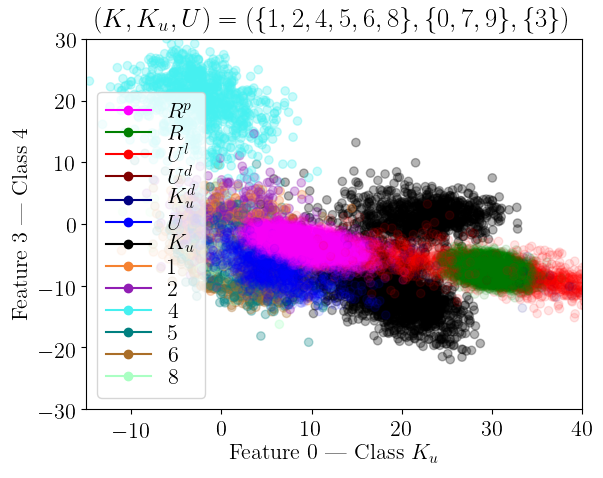 (K, K_u, U) = ({1, 2, 4, 5, 6, 8}, {0, 7, 9}, {3})
Feature 3 — Class 4
30
20
10
0
−10
−20
−30
R^p
R
U^l
U^d
K_u^d
U
K_u
1
2
4
5
6
8
−10 0 10 20 30 40
Feature 0 — Class K_u